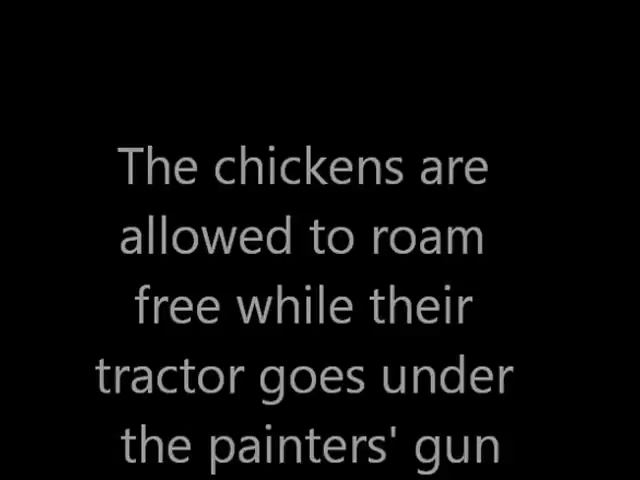 The chickens are
allowed to roam
free while their
tractor goes under
the painters' gun